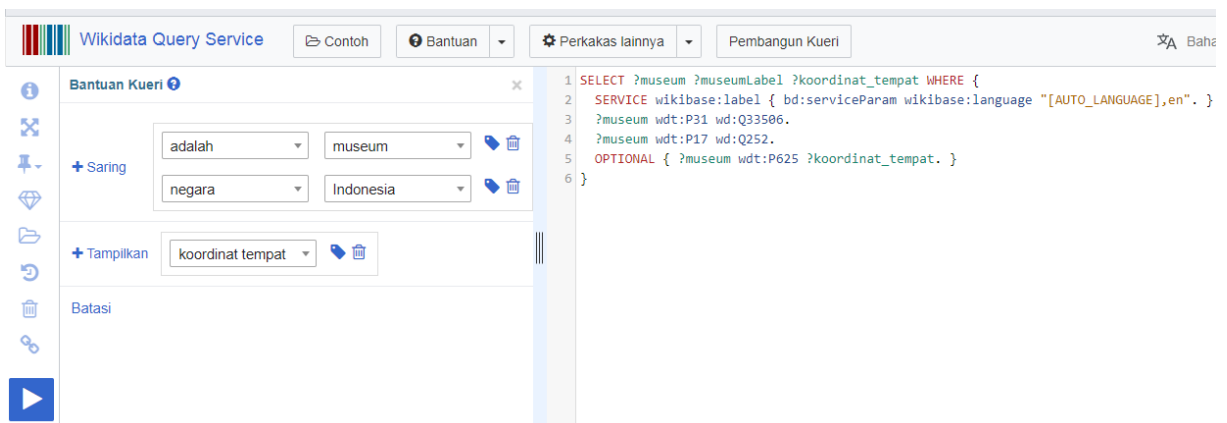 Wikidata Query Service Contoh Bantuan Perkakas lainnya Pembangun Kueri Baha
Bantuan Kueri
Saring
adalah museum
negara Indonesia
Tampilkan koordinat tempat
Batasi
1 SELECT ?museum ?museumLabel ?koordinat_tempat WHERE {
2 SERVICE wikibase:label { bd:serviceParam wikibase:language "[AUTO_LANGUAGE],en". }
3 ?museum wdt:P31 wd:Q33506.
4 ?museum wdt:P17 wd:Q252.
5 OPTIONAL { ?museum wdt:P625 ?koordinat_tempat. }
6 }